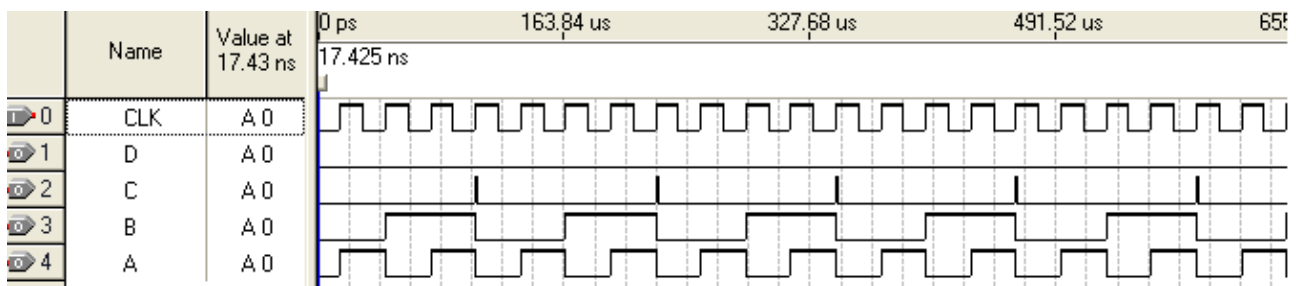 Name
Value at
17.43 ns
0 ps
163.84 us
327.68 us
491.52 us
17.425 ns
0
CLK
A 0
1
D
A 0
2
C
A 0
3
B
A 0
4
A
A 0